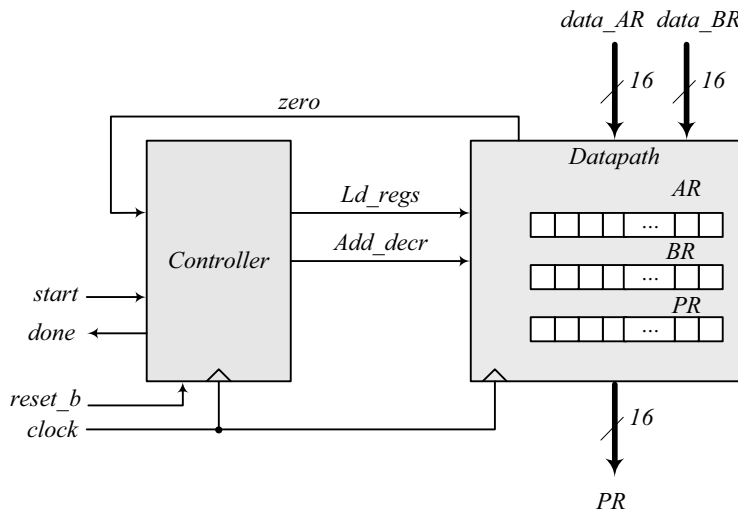 data_AR data_BR
16 16
zero
Datapath
AR
Ld_regs
...
Add_decr
BR
Controller
...
start
PR
done
...
reset_b
clock
16
PR